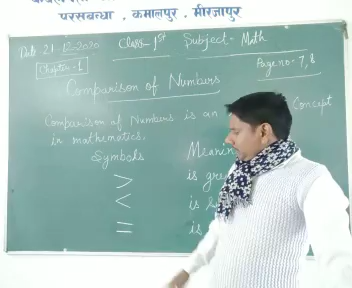 परसबन्धा . कमालपुर . मीरजापुर
Date 21-12-2020 Class- 1st Subject- Math
Chapter-1 Page no- 7,8
Comparison of Numbers
Comparison of Numbers is an Concept
in mathematics.
Symbols Meanin
> is gre
< is
= is